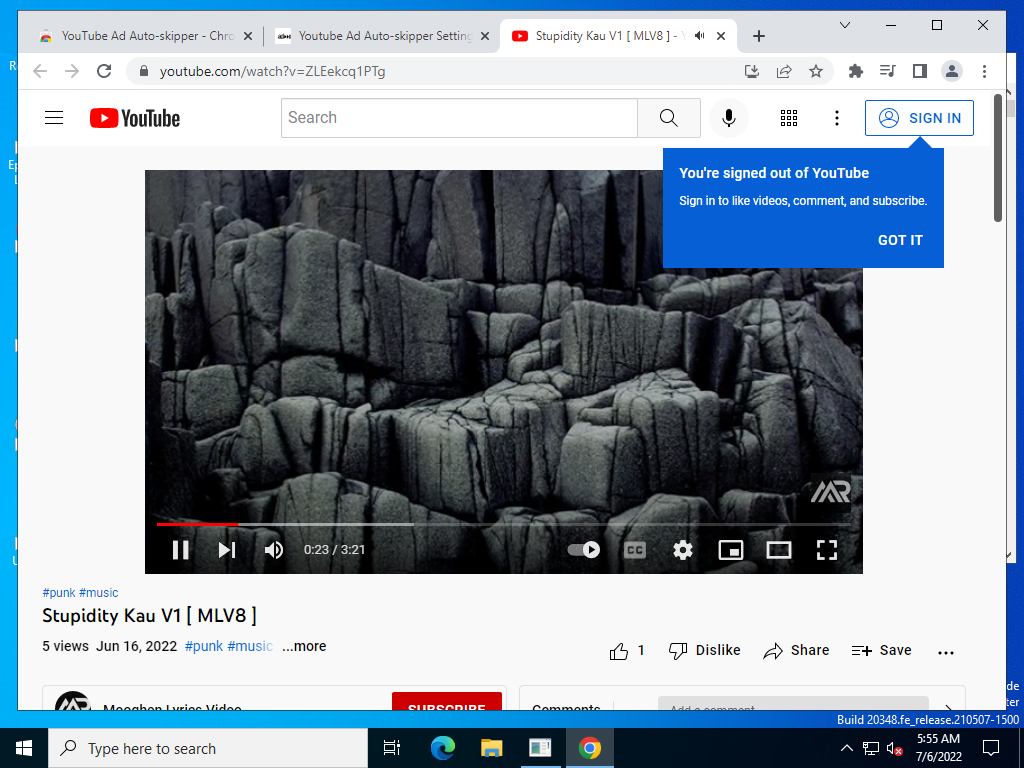 YouTube Ad Auto-skipper - Chro
Youtube Ad Auto-skipper Setting
Stupidity Kau V1 [ MLV8 ] - Y
youtube.com/watch?v=ZLEekcq1PTg
YouTube
Search
SIGN IN
You're signed out of YouTube
Sign in to like videos, comment, and subscribe.
GOT IT
MR
0:23 / 3:21
CC
#punk #music
Stupidity Kau V1 [ MLV8 ]
5 views Jun 16, 2022 #punk #music ...more
1 Dislike Share Save
Mooghen Lyrics Video
SUBSCRIBE
Comments
Add a comment...
Build 20348.fe_release.210507-1500
Type here to search
5:55 AM
7/6/2022